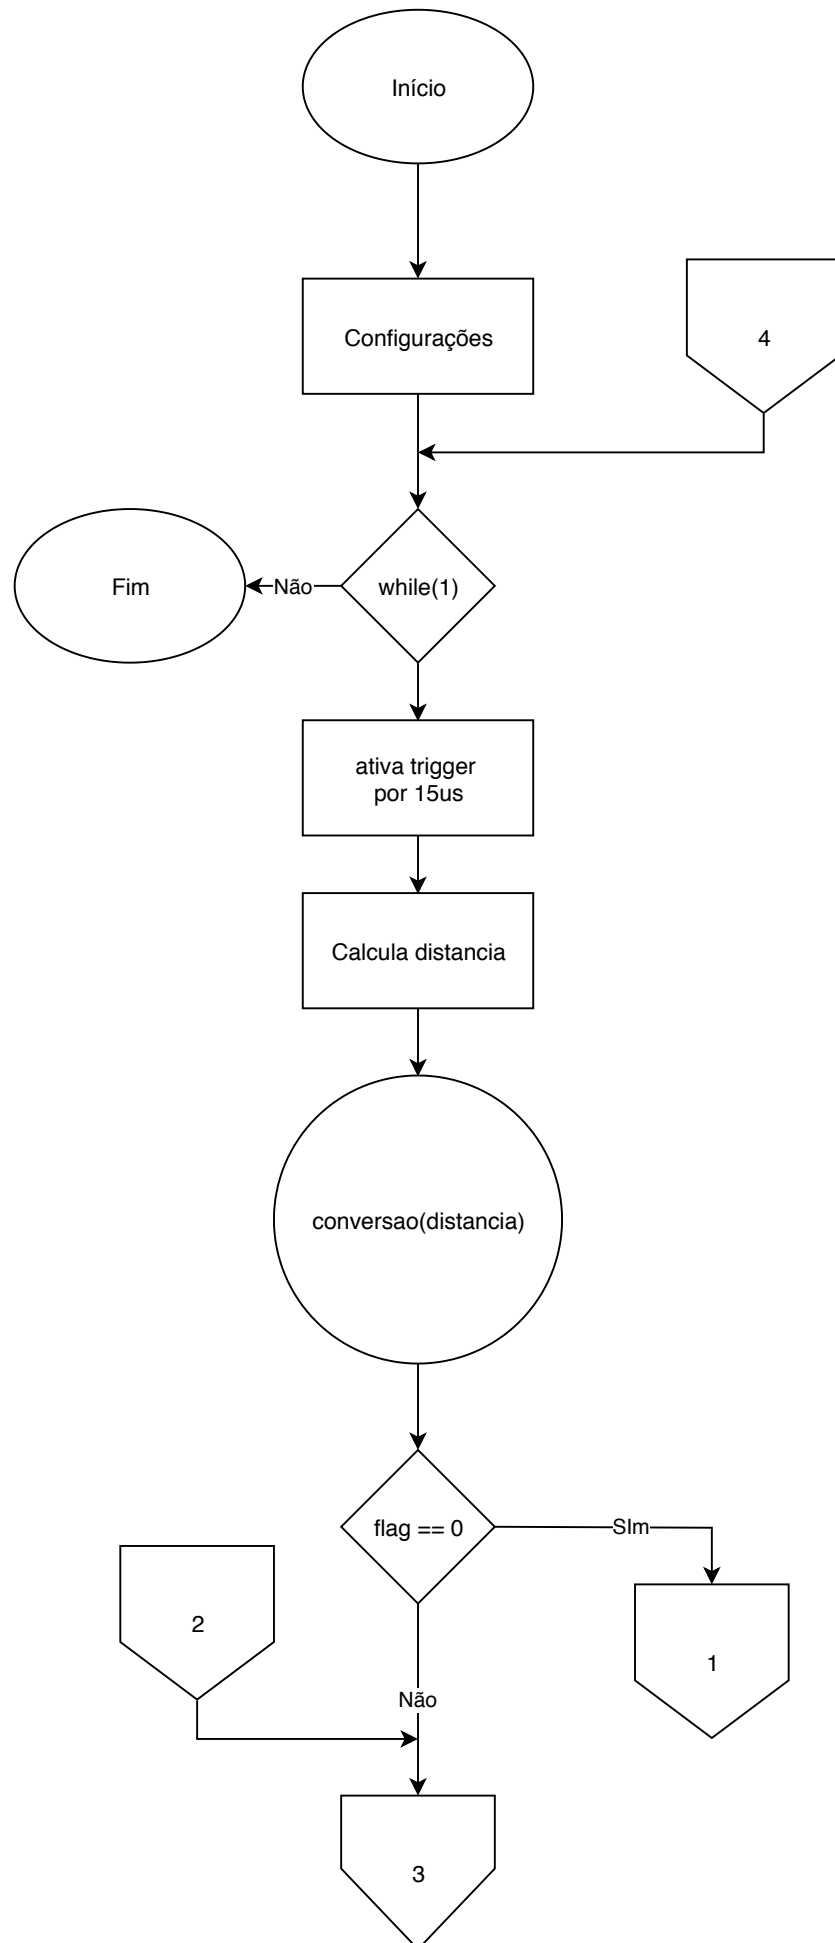 Início
Configurações
4
Fim
Não
while(1)
ativa trigger
por 15us
Calcula distancia
conversao(distancia)
flag == 0
SIm
2
1
Não
3